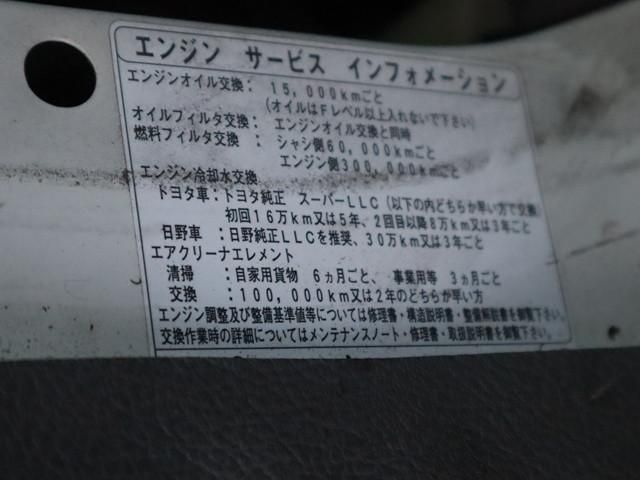 エンジン サービス インフォメーション
エンジンオイル交換: 15,000kmごと
(オイルはFレベル以上入れないで下さい)
オイルフィルタ交換: エンジンオイル交換と同時
燃料フィルタ交換: シャシ側60,000kmごと
エンジン側300,000kmごと
エンジン冷却水交換
トヨタ車:トヨタ純正 スーパーLLC(以下の内どちらか早い方で交換)
初回16万km又は5年、2回目以降8万km又は3年ごと
日野車 :日野純正LLCを推奨、30万km又は3年ごと
エアクリーナエレメント
清掃 :自家用貨物 6ヵ月ごと、事業用等 3ヵ月ごと
交換 :100,000km又は2年のどちらか早い方
エンジン調整及び整備基準値等については修理書・構造説明書・整備解説書を御覧下さい。
交換作業時の詳細についてはメンテナンスノート・修理書・取扱説明書を御覧下さい。